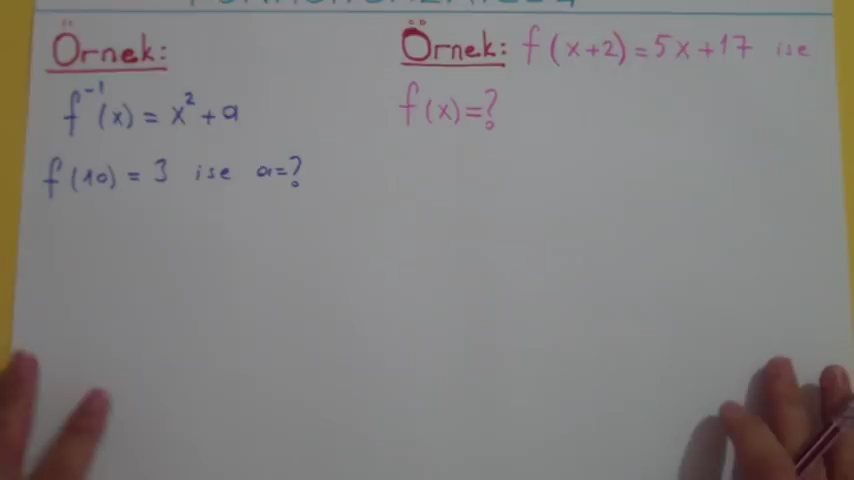 Örnek:
f⁻¹(x) = x² + a
f(10) = 3 ise a=?
Örnek: f(x+2) = 5x+17 ise
f(x)=?